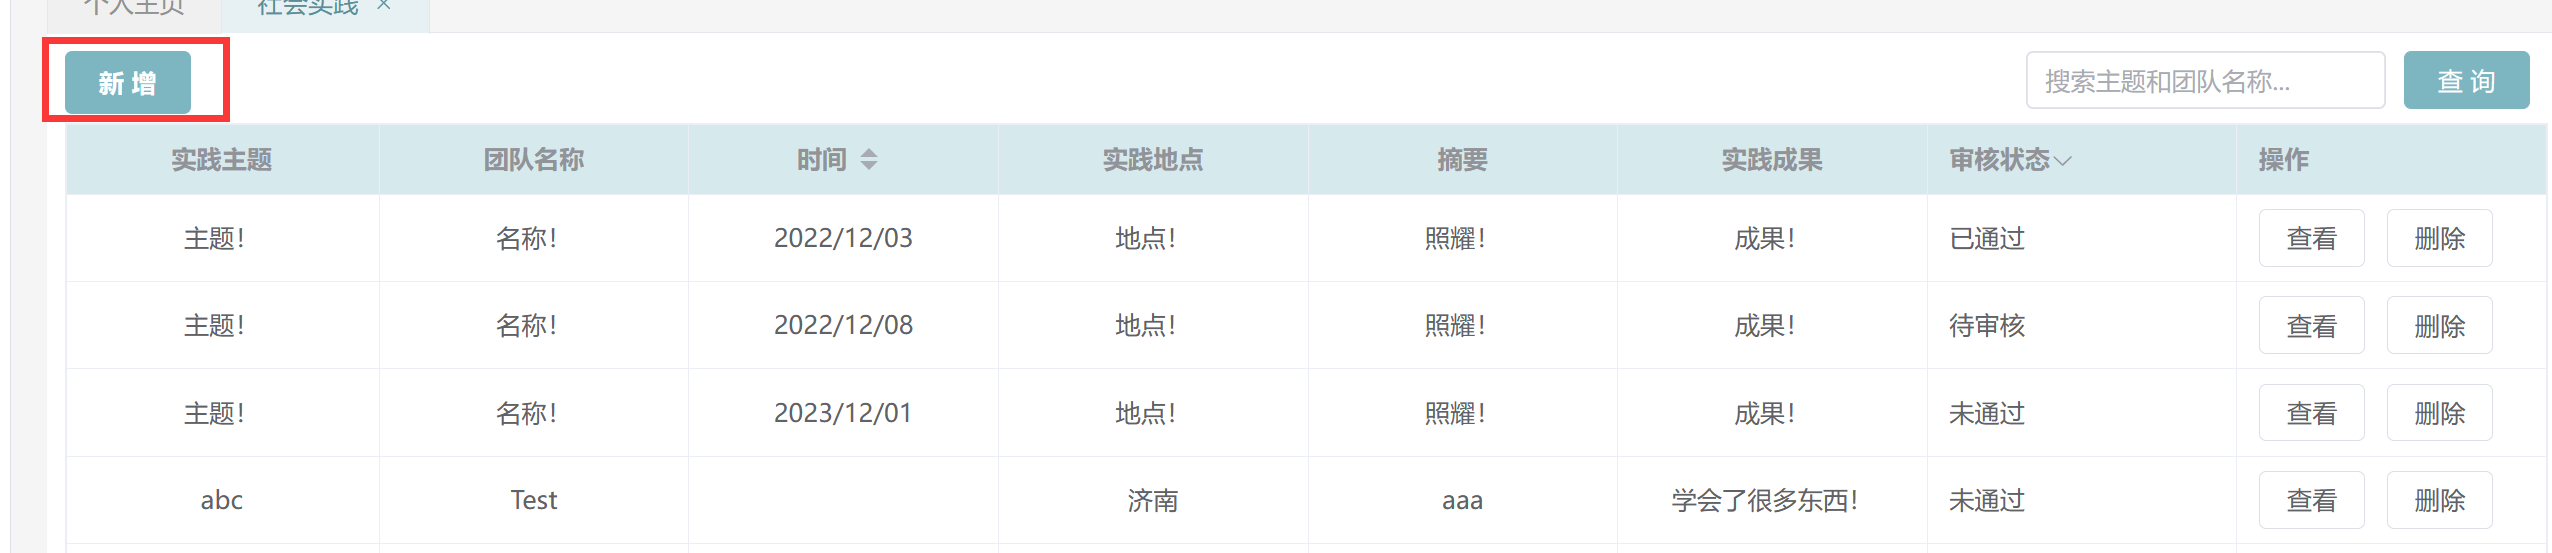 个人主页 社会实践 ×
新增 搜索主题和团队名称... 查询
实践主题 团队名称 时间 实践地点 摘要 实践成果 审核状态 操作
主题！ 名称！ 2022/12/03 地点！ 照耀！ 成果！ 已通过 查看 删除
主题！ 名称！ 2022/12/08 地点！ 照耀！ 成果！ 待审核 查看 删除
主题！ 名称！ 2023/12/01 地点！ 照耀！ 成果！ 未通过 查看 删除
abc Test 济南 aaa 学会了很多东西！ 未通过 查看 删除